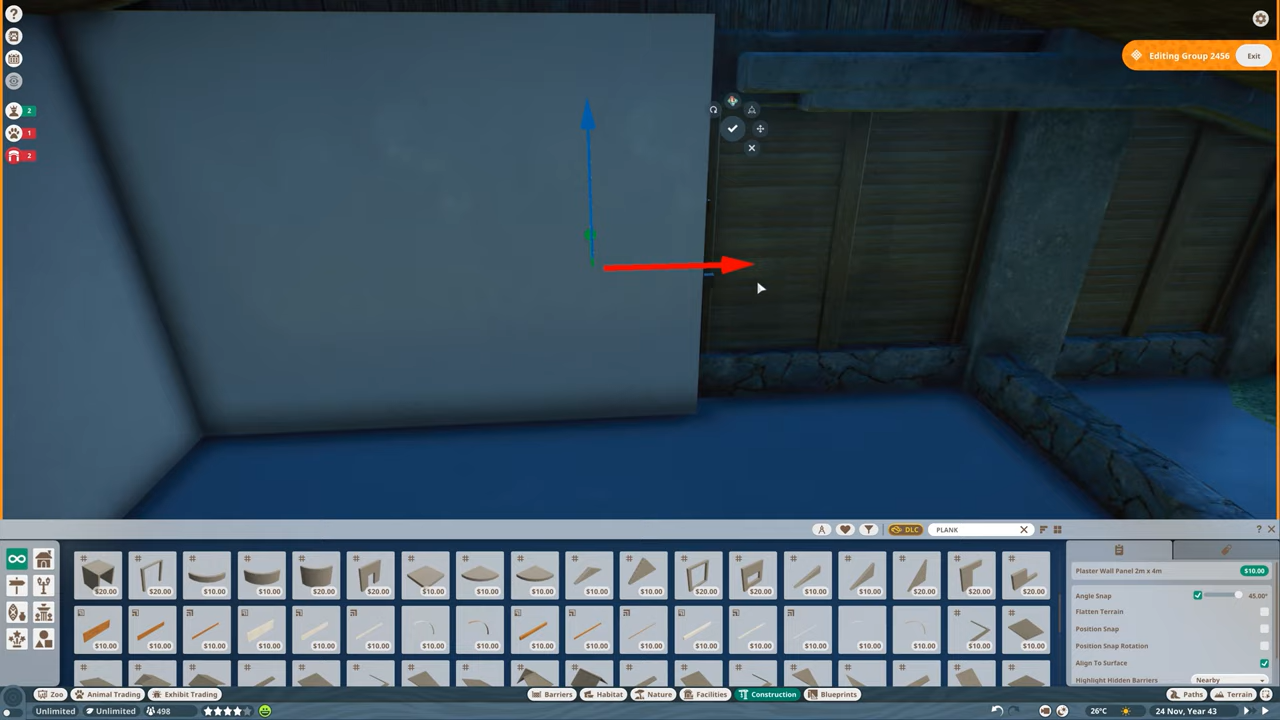 ?
Editing Group 2456
Exit
2
1
2
DLC
PLANK
?
$20.00 $20.00 $10.00 $20.00 $20.00 $20.00 $10.00 $10.00 $10.00 $10.00 $10.00 $20.00 $20.00 $10.00 $10.00 $10.00 $20.00 $20.00
$10.00 $10.00 $10.00 $10.00 $10.00 $10.00 $10.00 $10.00 $10.00 $10.00 $10.00 $10.00 $10.00 $10.00 $10.00 $10.00 $10.00 $10.00
Plaster Wall Panel 2m x 4m
$10.00
Angle Snap
45.00°
Flatten Terrain
Position Snap
Position Snap Rotation
Align To Surface
Highlight Hidden Barriers
Nearby
Zoo
Animal Trading
Exhibit Trading
Barriers
Habitat
Nature
Facilities
Construction
Blueprints
Paths
Terrain
Unlimited
Unlimited
498
26°C
24 Nov, Year 43